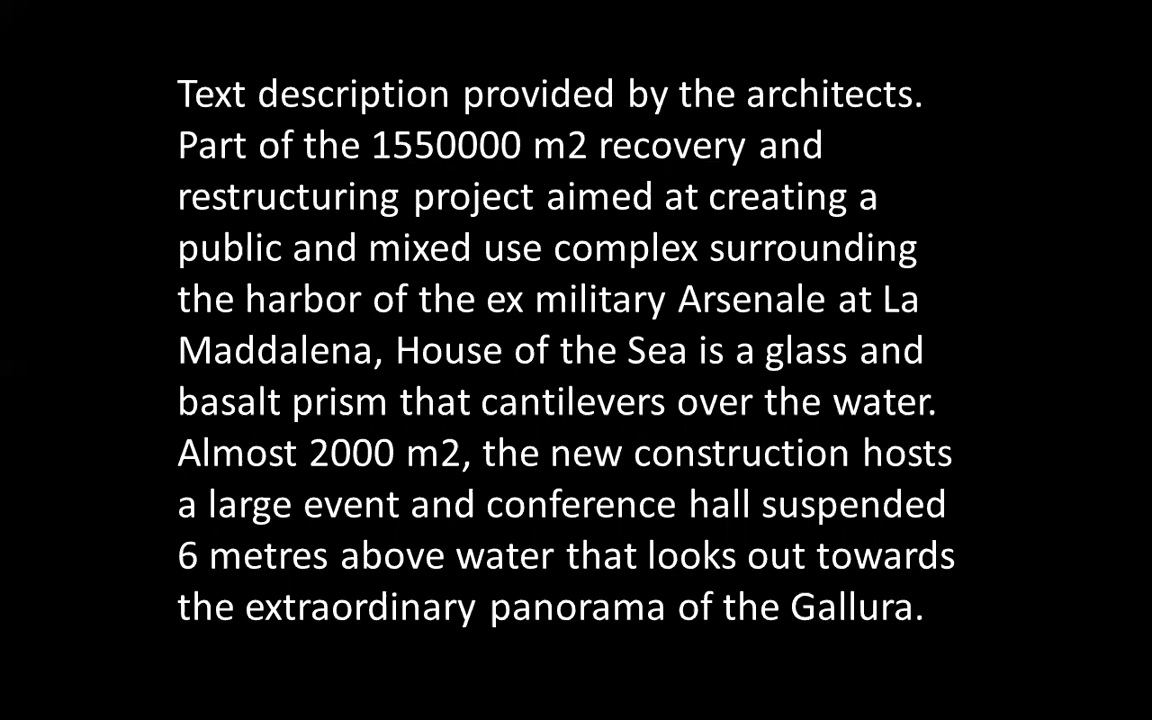 Text description provided by the architects.
Part of the 1550000 m2 recovery and
restructuring project aimed at creating a
public and mixed use complex surrounding
the harbor of the ex military Arsenale at La
Maddalena, House of the Sea is a glass and
basalt prism that cantilevers over the water.
Almost 2000 m2, the new construction hosts
a large event and conference hall suspended
6 metres above water that looks out towards
the extraordinary panorama of the Gallura.